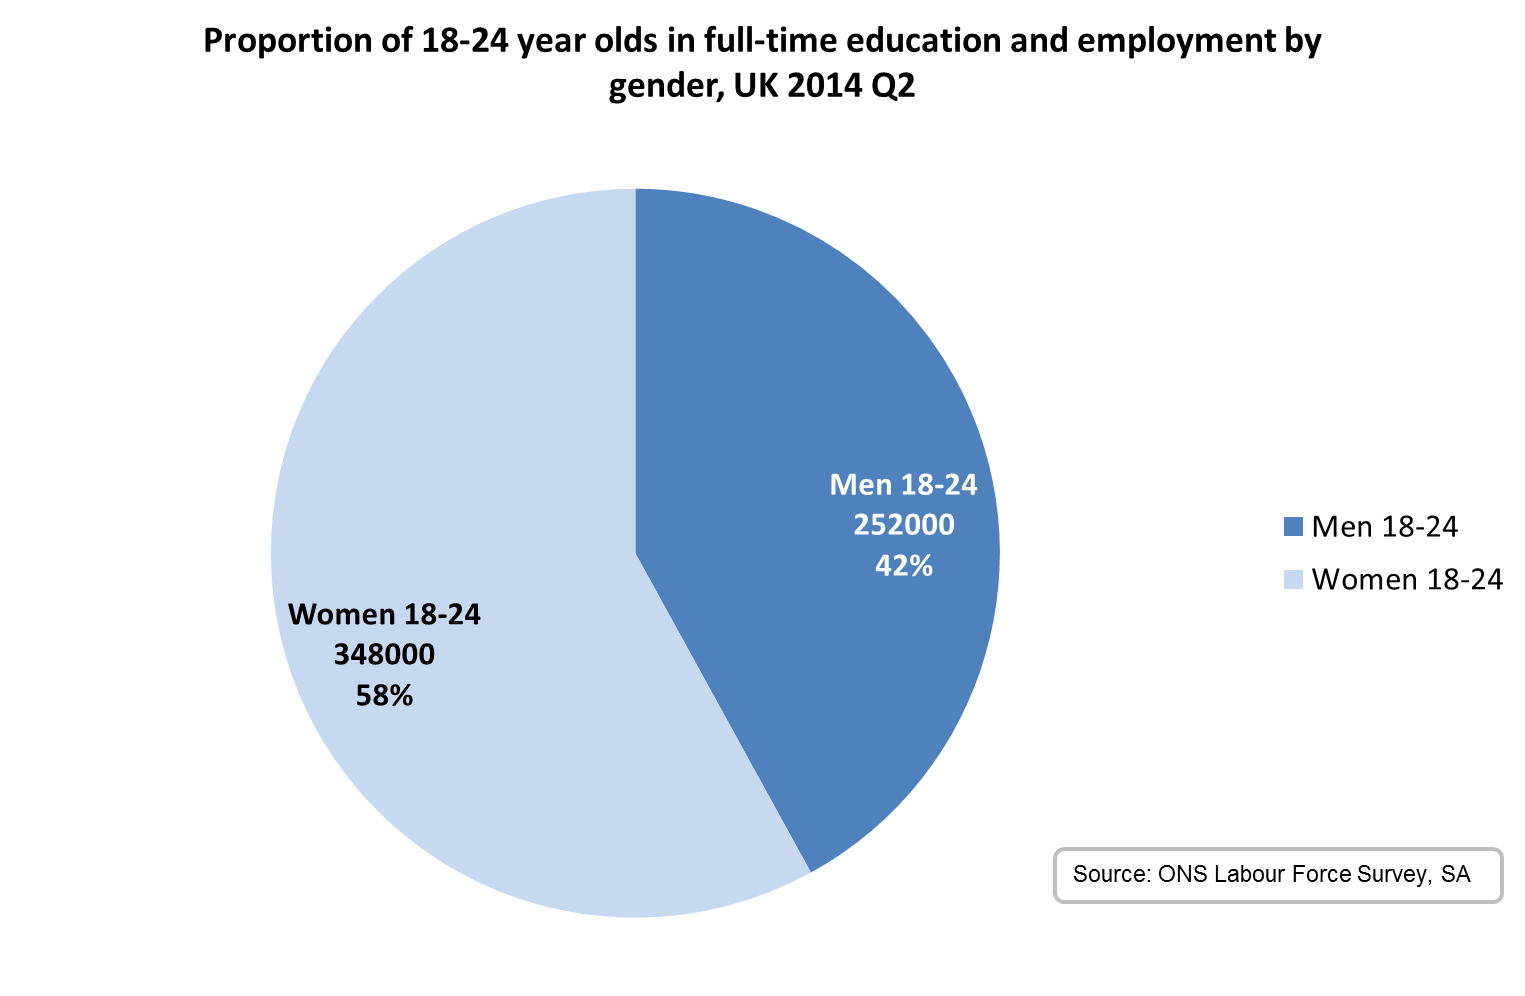 Proportion of 18-24 year olds in full-time education and employment by
gender, UK 2014 Q2
Men 18-24
252000
42%
Women 18-24
348000
58%
Men 18-24
Women 18-24
Source: ONS Labour Force Survey, SA